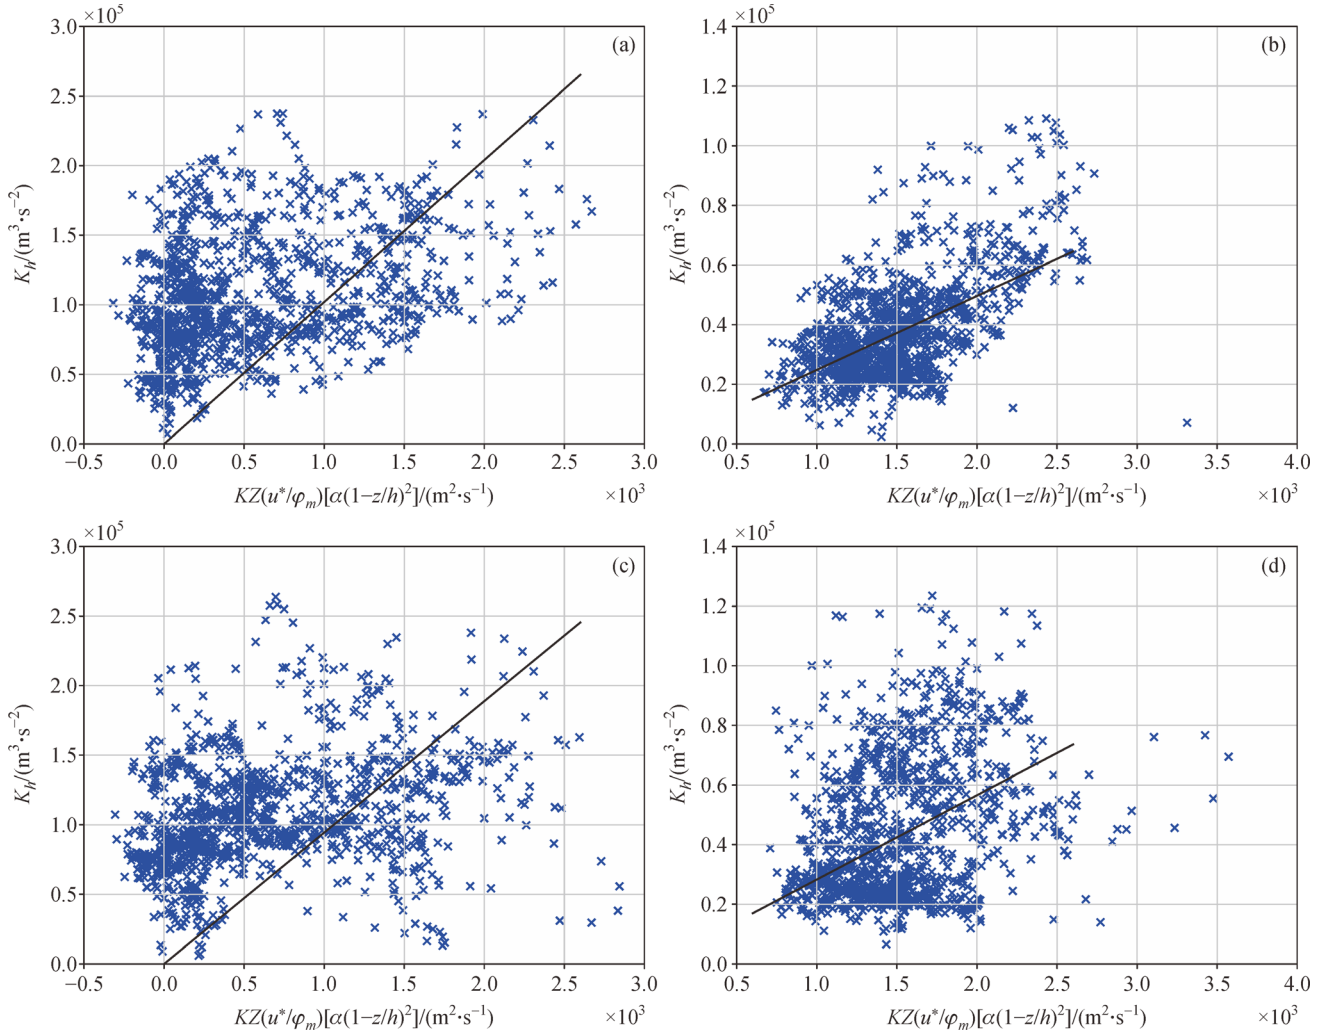 ×10⁵
3.0
(a)
2.5
2.0
1.5
1.0
0.5
0.0
K_h/(m³·s⁻²)
−0.5 0.0 0.5 1.0 1.5 2.0 2.5 3.0
KZ(u*/φ_m)[α(1−z/h)²]/(m²·s⁻¹) ×10³
×10⁵
1.4
(b)
1.2
1.0
0.8
0.6
0.4
0.2
0.0
K_h/(m³·s⁻²)
0.5 1.0 1.5 2.0 2.5 3.0 3.5 4.0
KZ(u*/φ_m)[α(1−z/h)²]/(m²·s⁻¹) ×10³
×10⁵
3.0
(c)
2.5
2.0
1.5
1.0
0.5
0.0
K_h/(m³·s⁻²)
−0.5 0.0 0.5 1.0 1.5 2.0 2.5 3.0
KZ(u*/φ_m)[α(1−z/h)²]/(m²·s⁻¹) ×10³
×10⁵
1.4
(d)
1.2
1.0
0.8
0.6
0.4
0.2
0.0
K_h/(m³·s⁻²)
0.5 1.0 1.5 2.0 2.5 3.0 3.5 4.0
KZ(u*/φ_m)[α(1−z/h)²]/(m²·s⁻¹) ×10³